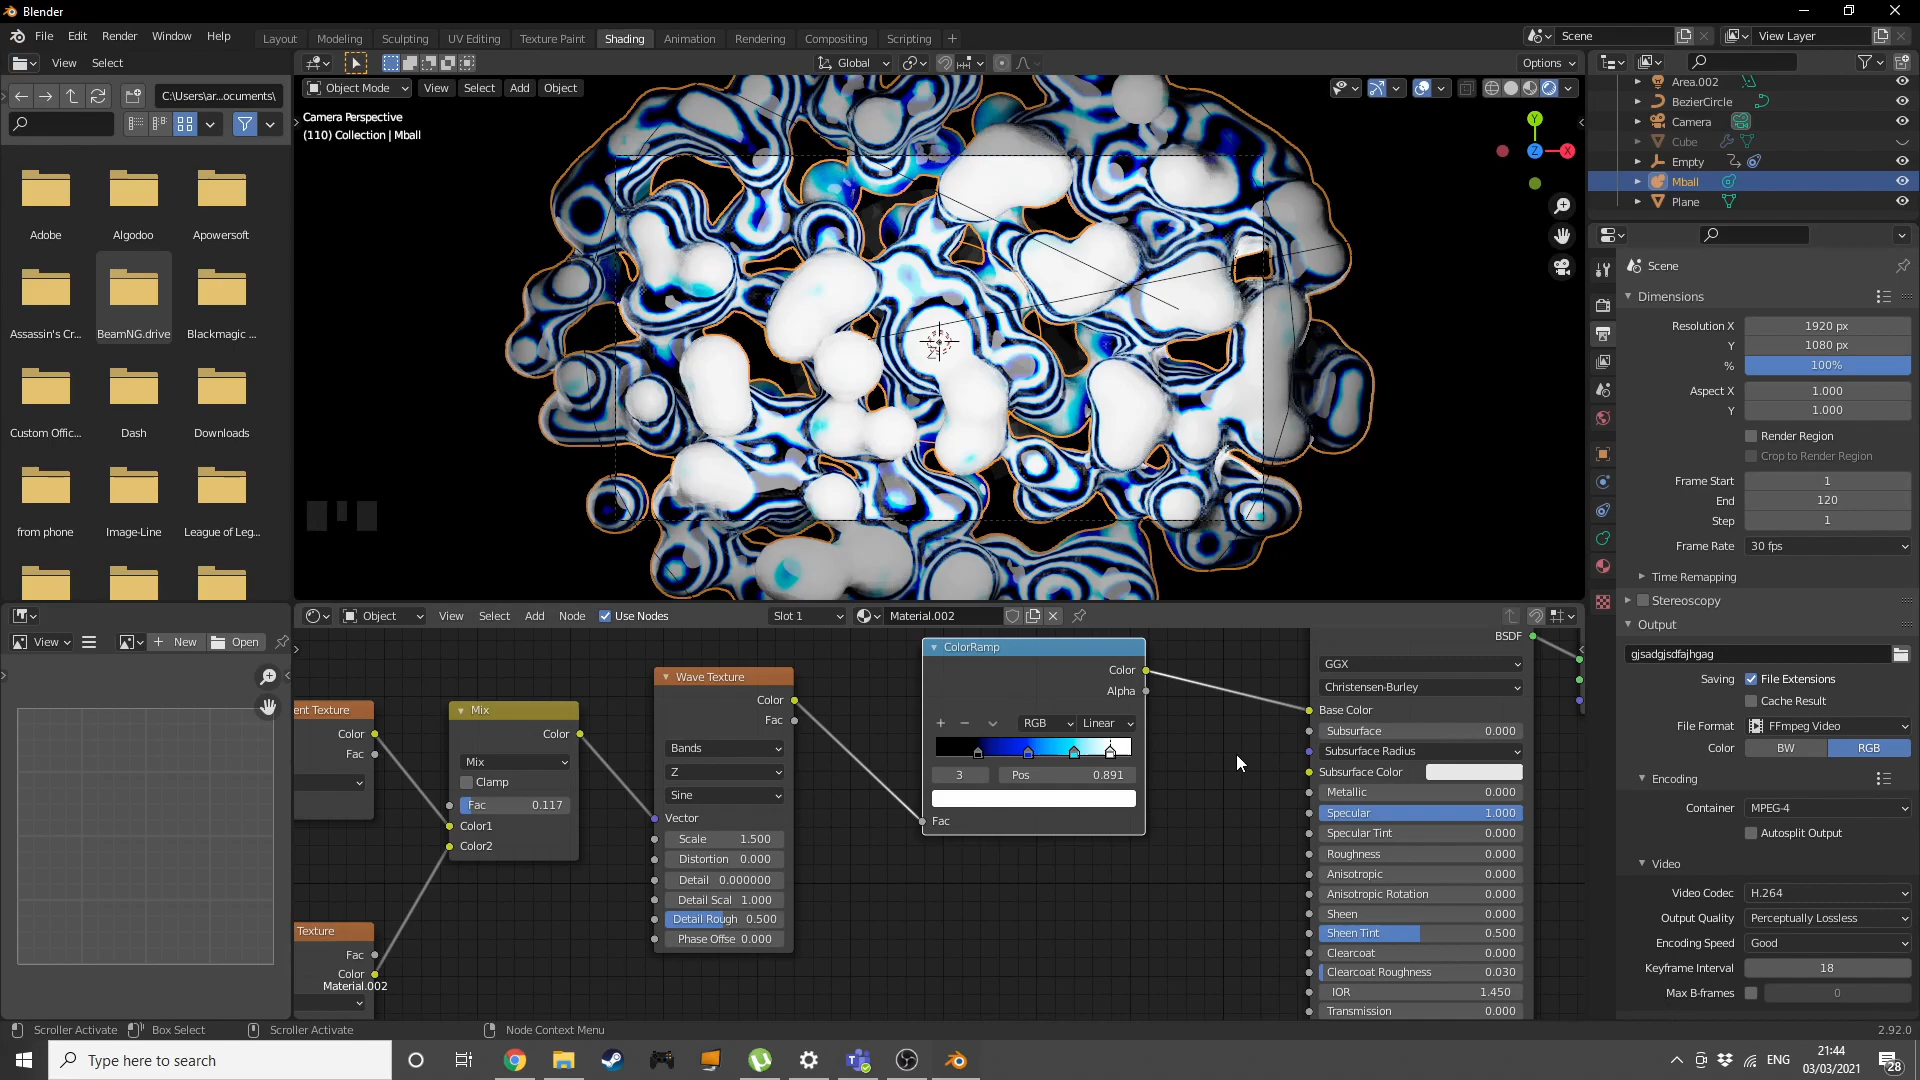 Blender
File Edit Render Window Help
Layout Modeling Sculpting UV Editing Texture Paint Shading Animation Rendering Compositing Scripting
Scene View Layer
View Select
Global Options
C:\Users\ar...ocuments\
Object Mode View Select Add Object
Camera Perspective
(110) Collection | Mball
Y
Z X
Adobe Algodoo Apowersoft
Assassin's Cr... BeamNG.drive Blackmagic ...
Custom Offic... Dash Downloads
from phone Image-Line League of Leg...
Area.002
BezierCircle
Camera
Cube
Empty
Mball
Plane
Scene
Dimensions
Resolution X 1920 px
Y 1080 px
% 100%
Aspect X 1.000
Y 1.000
Render Region
Crop to Render Region
Frame Start 1
End 120
Step 1
Frame Rate 30 fps
Time Remapping
Stereoscopy
Output
gjsadgjsdfajhgag
Saving File Extensions
Cache Result
File Format FFmpeg Video
Color BW RGB
Encoding
Container MPEG-4
Autosplit Output
Video
Video Codec H.264
Output Quality Perceptually Lossless
Encoding Speed Good
Keyframe Interval 18
Max B-frames 0
View New Open
Object View Select Add Node Use Nodes Slot 1 Material.002
ent Texture
Color
Fac
Texture
Fac
Color
Material.002
Mix
Color
Mix
Clamp
Fac 0.117
Color1
Color2
Wave Texture
Color
Fac
Bands
Z
Sine
Vector
Scale 1.500
Distortion 0.000
Detail 0.000000
Detail Scal 1.000
Detail Rough 0.500
Phase Offse 0.000
ColorRamp
Color
Alpha
RGB Linear
3 Pos 0.891
Fac
BSDF
GGX
Christensen-Burley
Base Color
Subsurface 0.000
Subsurface Radius
Subsurface Color
Metallic 0.000
Specular 1.000
Specular Tint 0.000
Roughness 0.000
Anisotropic 0.000
Anisotropic Rotation 0.000
Sheen 0.000
Sheen Tint 0.500
Clearcoat 0.000
Clearcoat Roughness 0.030
IOR 1.450
Transmission 0.000
Scroller Activate Box Select Scroller Activate Node Context Menu 2.92.0
Type here to search
ENG
21:44
03/03/2021
28